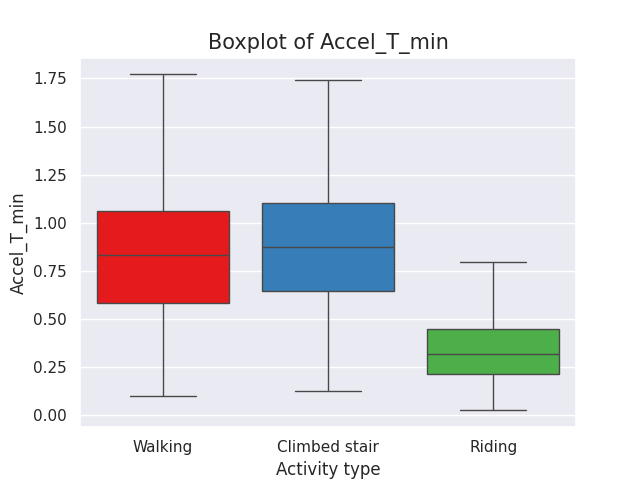 Boxplot of Accel_T_min
1.75
1.50
1.25
1.00
0.75
0.50
0.25
0.00
Accel_T_min
Walking
Climbed stair
Riding
Activity type